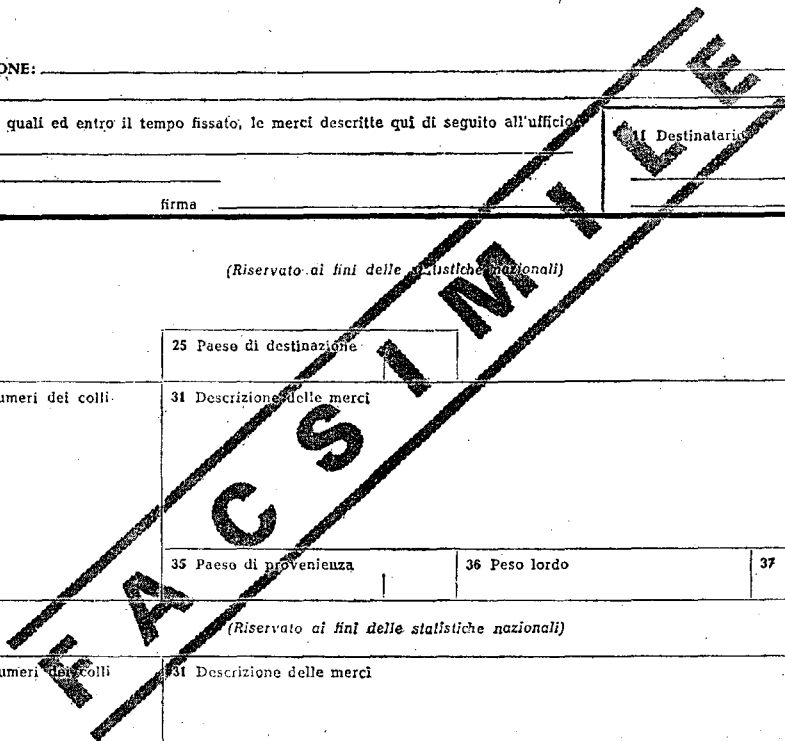 ONE:
quali ed entro il tempo fissato, le merci descritte qui di seguito all'ufficio
11 Destinatario
firma
(Riservato ai fini delle statistiche nazionali)
25 Paese di destinazione
umeri dei colli
31 Descrizione delle merci
35 Paese di provenienza
36 Peso lordo
37
(Riservato ai fini delle statistiche nazionali)
umeri dei colli
31 Descrizione delle merci
FACSIMILE